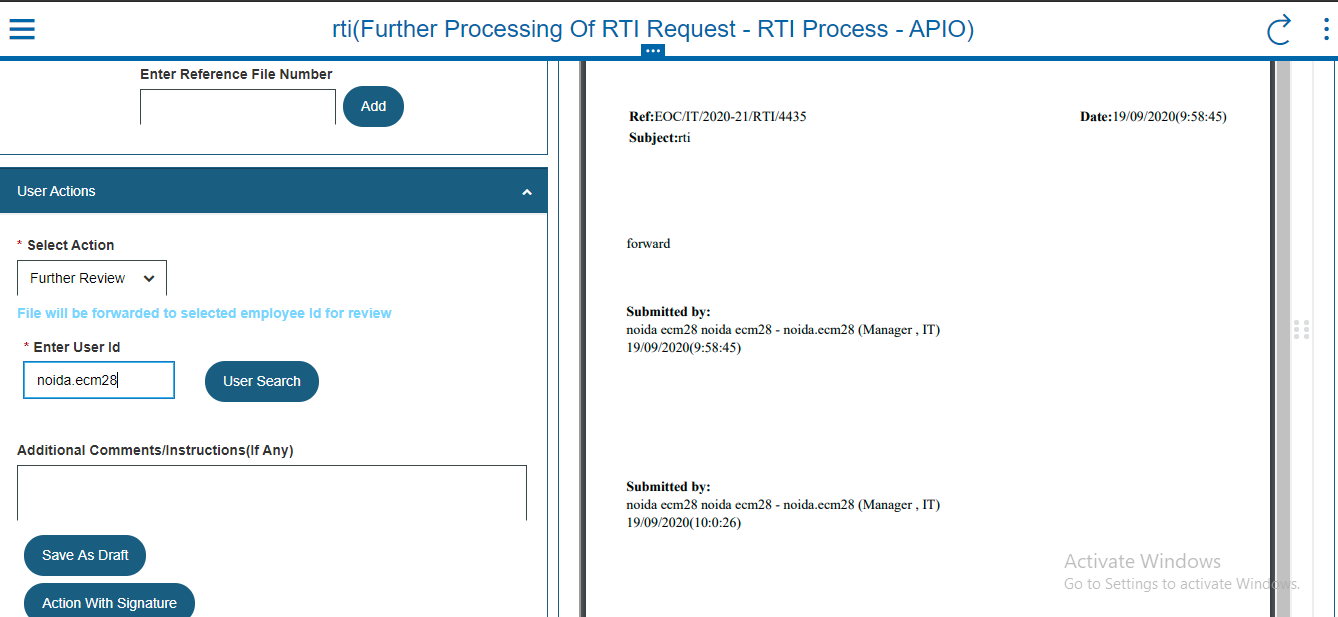 rti(Further Processing Of RTI Request - RTI Process - APIO)
Enter Reference File Number
Add
User Actions
* Select Action
Further Review
File will be forwarded to selected employee Id for review
* Enter User Id
noida.ecm28
User Search
Additional Comments/Instructions(If Any)
Save As Draft
Action With Signature
Ref:EOC/IT/2020-21/RTI/4435 Date:19/09/2020(9:58:45)
Subject:rti
forward
Submitted by:
noida ecm28 noida ecm28 - noida.ecm28 (Manager , IT)
19/09/2020(9:58:45)
Submitted by:
noida ecm28 noida ecm28 - noida.ecm28 (Manager , IT)
19/09/2020(10:0:26)
Activate Windows
Go to Settings to activate Windows.